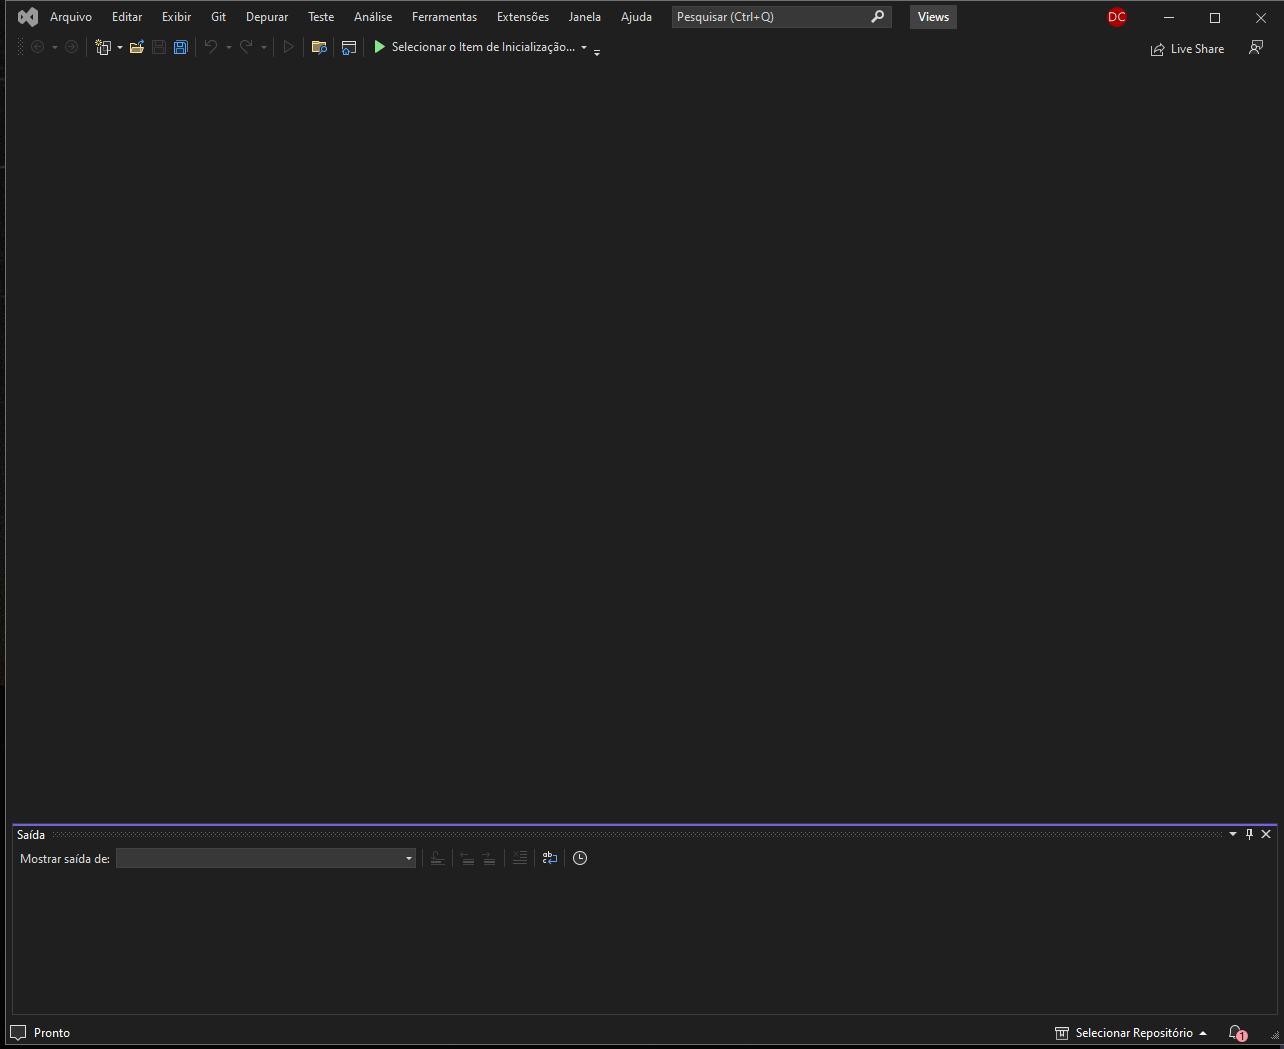 Arquivo Editar Exibir Git Depurar Teste Análise Ferramentas Extensões Janela Ajuda Pesquisar (Ctrl+Q) Views DC
Selecionar o Item de Inicialização... Live Share
Saída
Mostrar saída de:
Pronto Selecionar Repositório 1